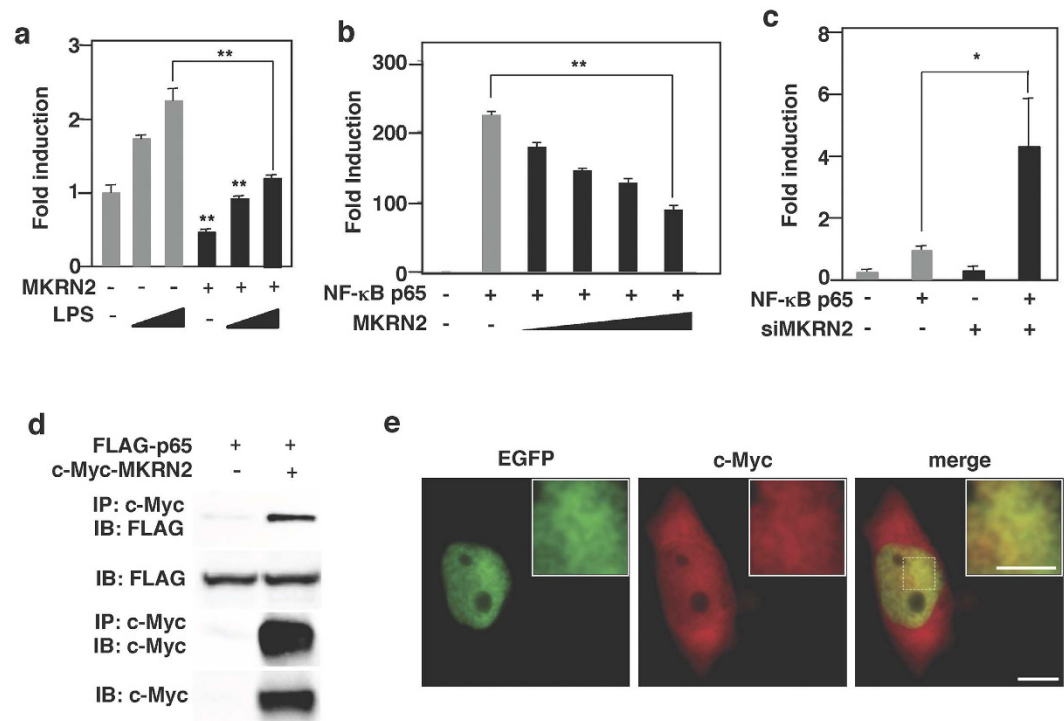 a
3
2
1
0
Fold induction
**
**
**
MKRN2 - + + +
LPS - -
b
300
200
100
0
Fold induction
**
NF-κB p65 - + + + + +
MKRN2 - -
c
8
6
4
2
0
Fold induction
*
NF-κB p65 - + - +
siMKRN2 - - + +
d
FLAG-p65 + +
c-Myc-MKRN2 - +
IP: c-Myc
IB: FLAG
IB: FLAG
IP: c-Myc
IB: c-Myc
IB: c-Myc
e
EGFP c-Myc merge